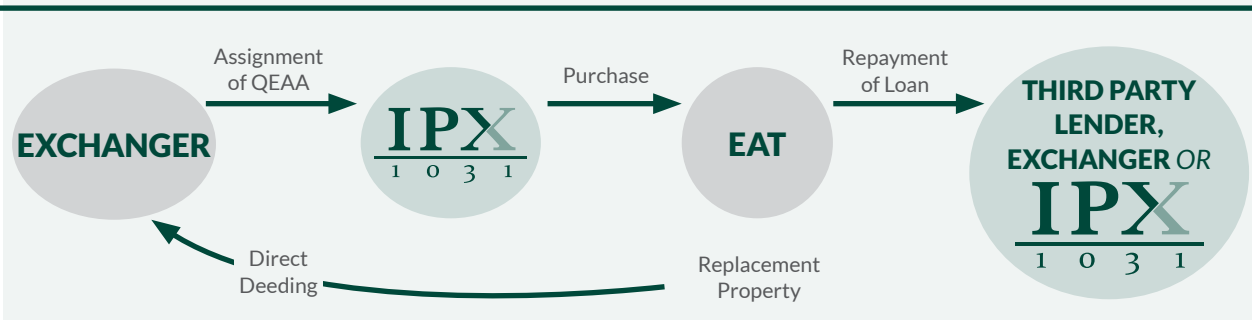 Assignment
of QEAA
Purchase
Repayment
of Loan
EXCHANGER
IPX
1 0 3 1
EAT
THIRD PARTY
LENDER,
EXCHANGER OR
IPX
1 0 3 1
Direct
Deeding
Replacement
Property